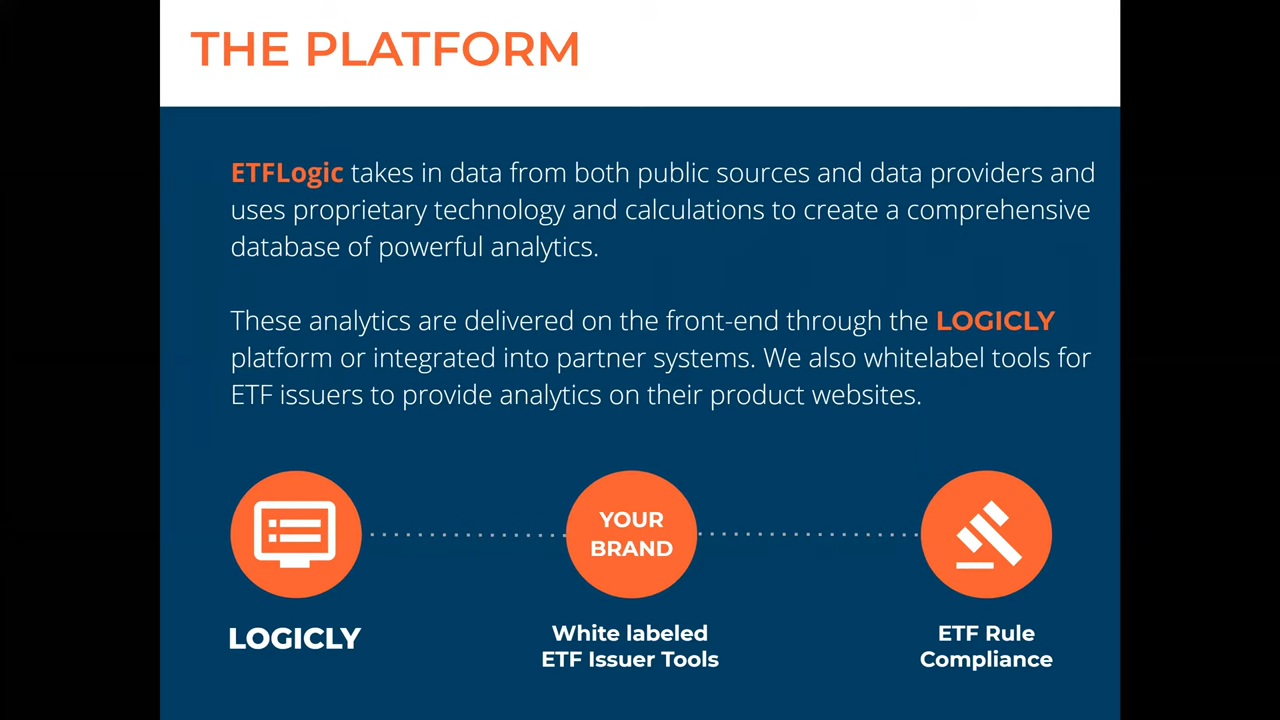 THE PLATFORM
ETFLogic takes in data from both public sources and data providers and
uses proprietary technology and calculations to create a comprehensive
database of powerful analytics.
These analytics are delivered on the front-end through the LOGICLY
platform or integrated into partner systems. We also whitelabel tools for
ETF issuers to provide analytics on their product websites.
YOUR
BRAND
LOGICLY
White labeled
ETF Issuer Tools
ETF Rule
Compliance